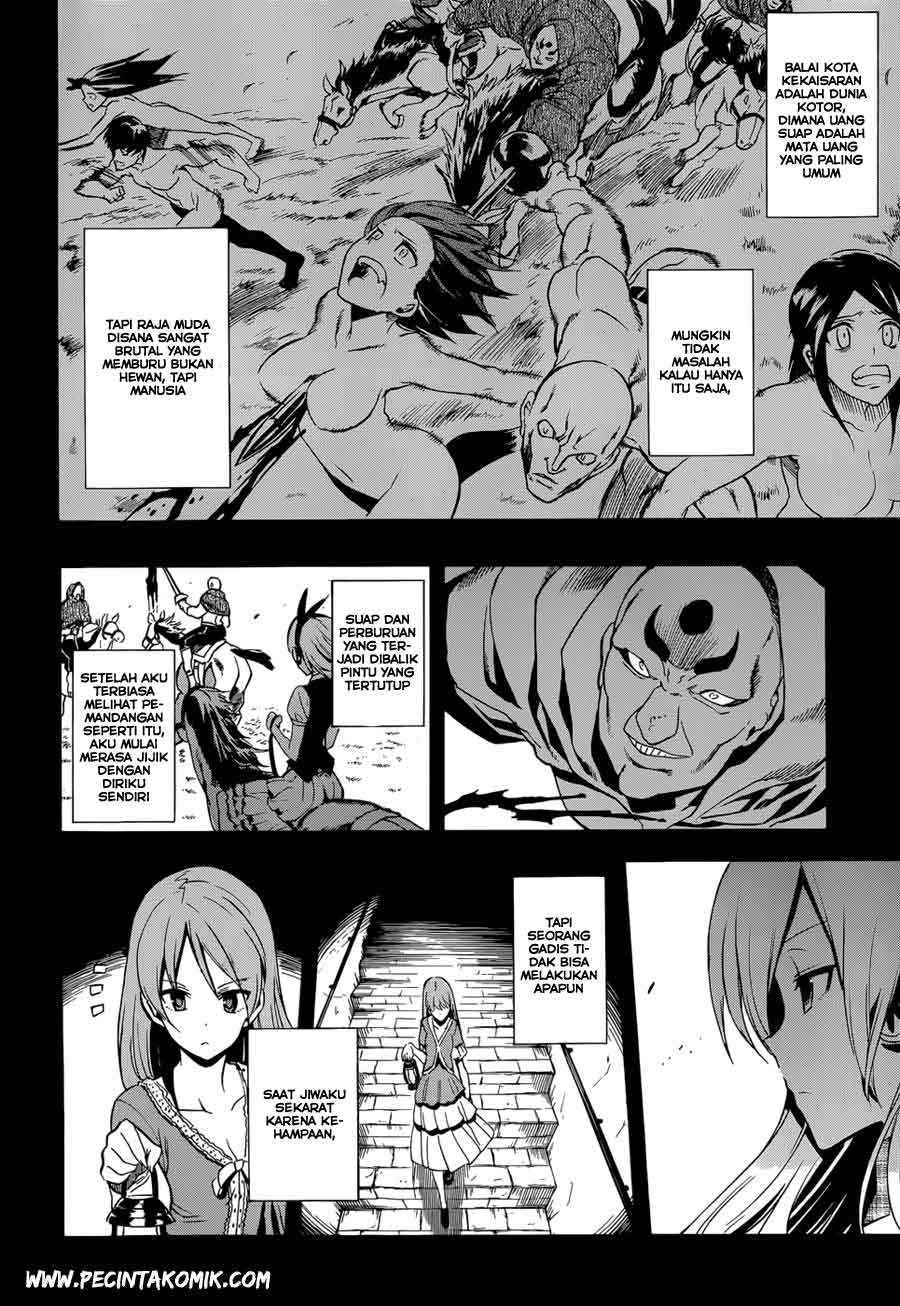 BALAI KOTA
KEKAISARAN
ADALAH DUNIA
KOTOR,
DIMANA UANG
SUAP ADALAH
MATA UANG
YANG PALING
UMUM
MUNGKIN
TIDAK
MASALAH
KALAU HANYA
ITU SAJA,
TAPI RAJA MUDA
DISANA SANGAT
BRUTAL YANG
MEMBURU BUKAN
HEWAN, TAPI
MANUSIA
SUAP DAN
PERBURUAN
YANG TER-
JADI DIBALIK
PINTU YANG
TERTUTUP
SETELAH AKU
TERBIASA
MELIHAT PE-
MANDANGAN
SEPERTI ITU,
AKU MULAI
MERASA JIJIK
DENGAN
DIRIKU
SENDIRI
TAPI
SEORANG
GADIS TI-
DAK BISA
MELAKUKAN
APAPUN
SAAT JIWAKU
SEKARAT
KARENA KE-
HAMPAAN,
WWW.PECINTAKOMIK.COM